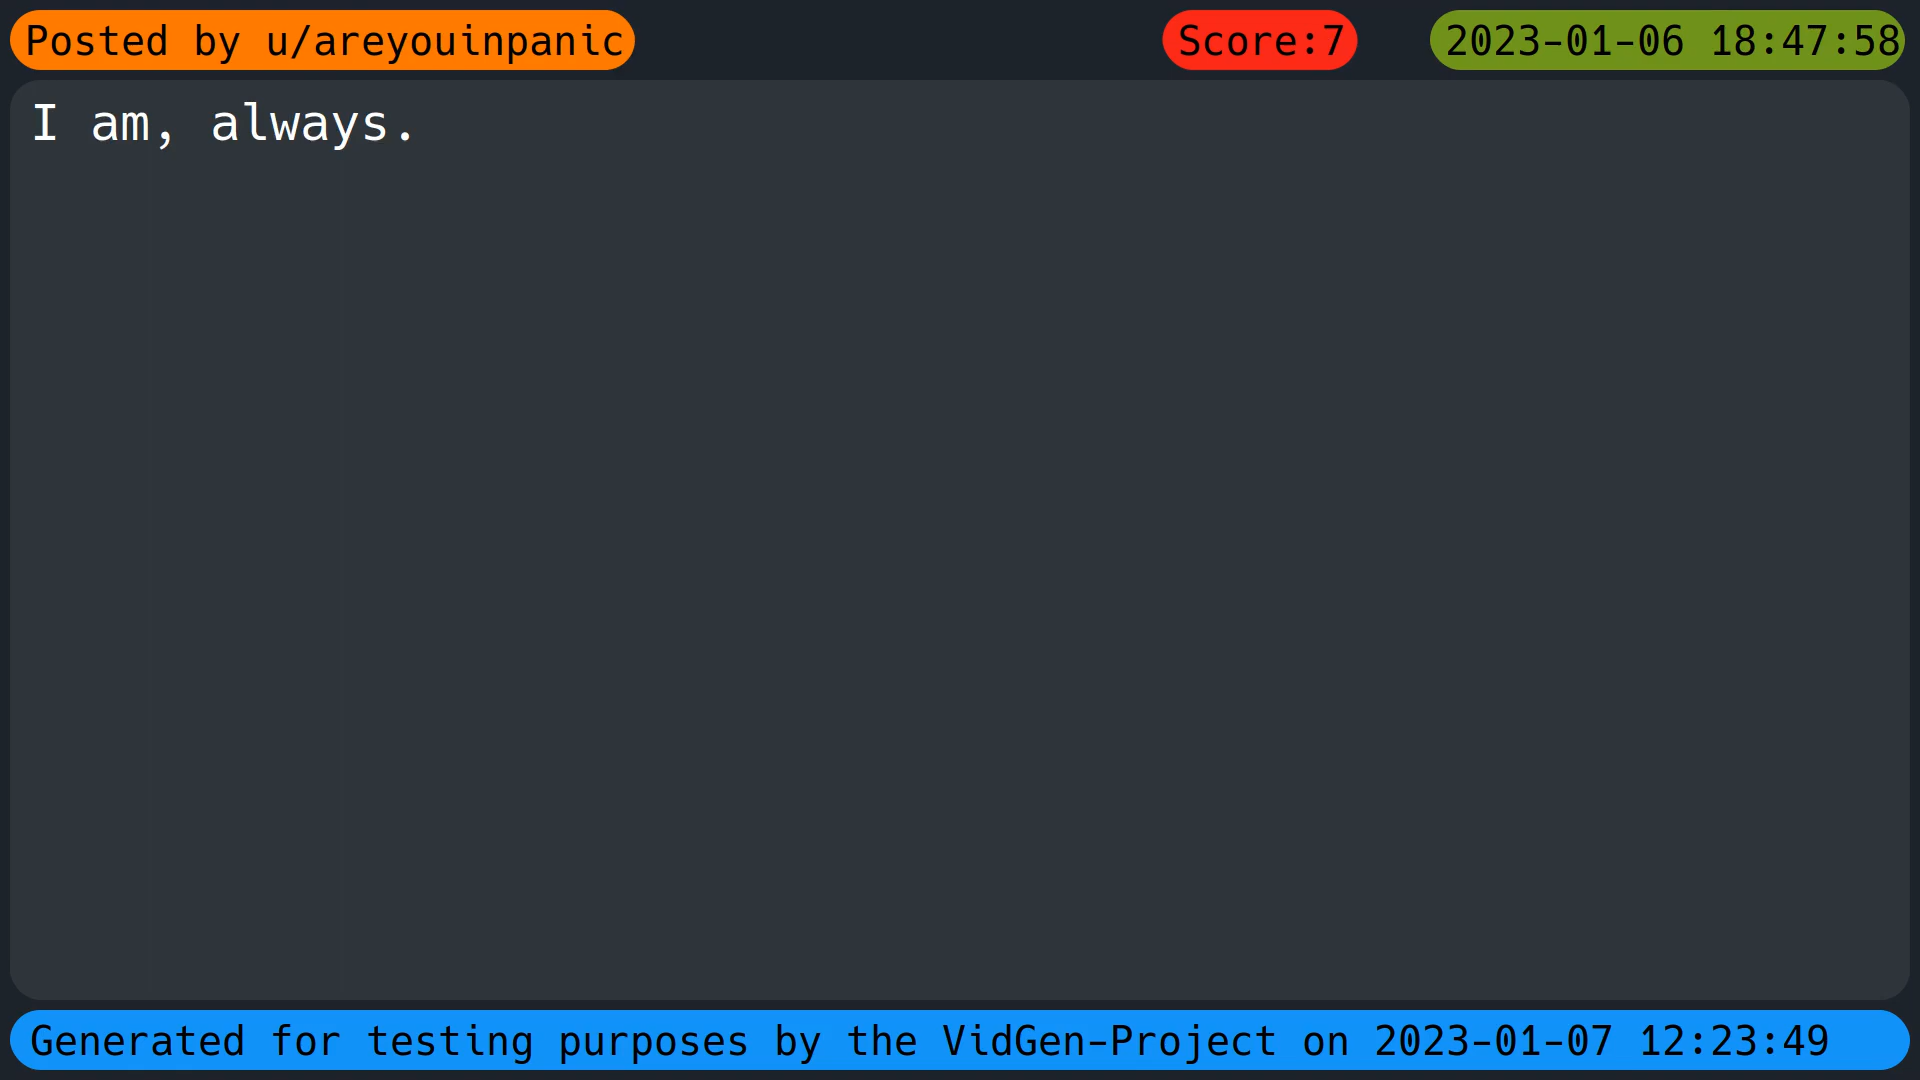 Posted by u/areyouinpanic Score:7 2023-01-06 18:47:58
I am, always.
Generated for testing purposes by the VidGen-Project on 2023-01-07 12:23:49